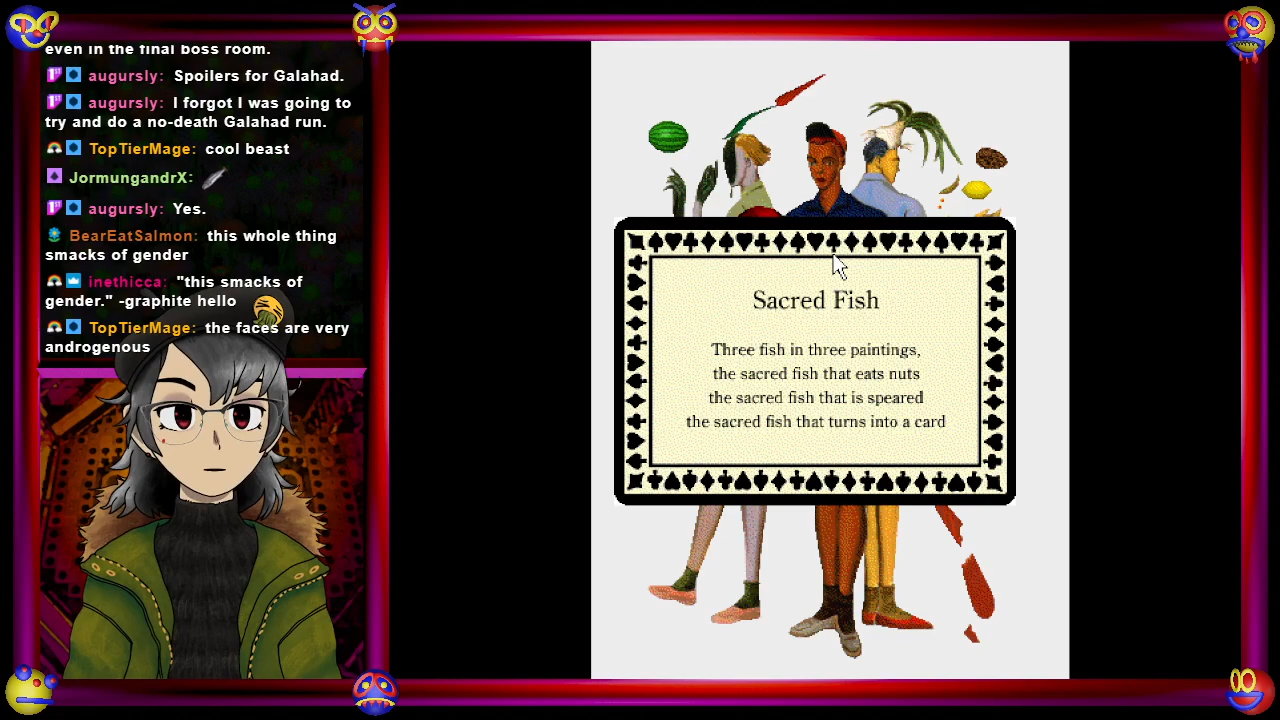 even in the final boss room.
augursly: Spoilers for Galahad.
augursly: I forgot I was going to
try and do a no-death Galahad run.
TopTierMage: cool beast
JormungandrX:
augursly: Yes.
BearEatSalmon: this whole thing
smacks of gender
inethicca: "this smacks of
gender." -graphite hello
TopTierMage: the faces are very
androgenous
Sacred Fish
Three fish in three paintings,
the sacred fish that eats nuts
the sacred fish that is speared
the sacred fish that turns into a card